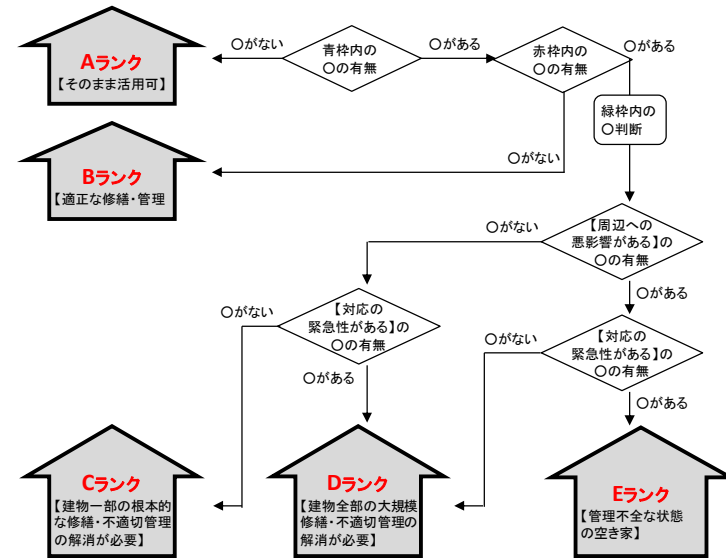 Aランク
【そのまま活用可】
〇がない
青枠内の
〇の有無
〇がある
赤枠内の
〇の有無
〇がある
緑枠内の
〇判断
〇がない
Bランク
【適正な修繕・管理
〇がない
【周辺への
悪影響がある】の
〇の有無
〇がある
〇がない
【対応の
緊急性がある】の
〇の有無
〇がある
〇がない
【対応の
緊急性がある】の
〇の有無
〇がある
Cランク
【建物一部の根本的
な修繕・不適切管理
の解消が必要】
Dランク
【建物全部の大規模
修繕・不適切管理の
解消が必要】
Eランク
【管理不全な状態
の空き家】